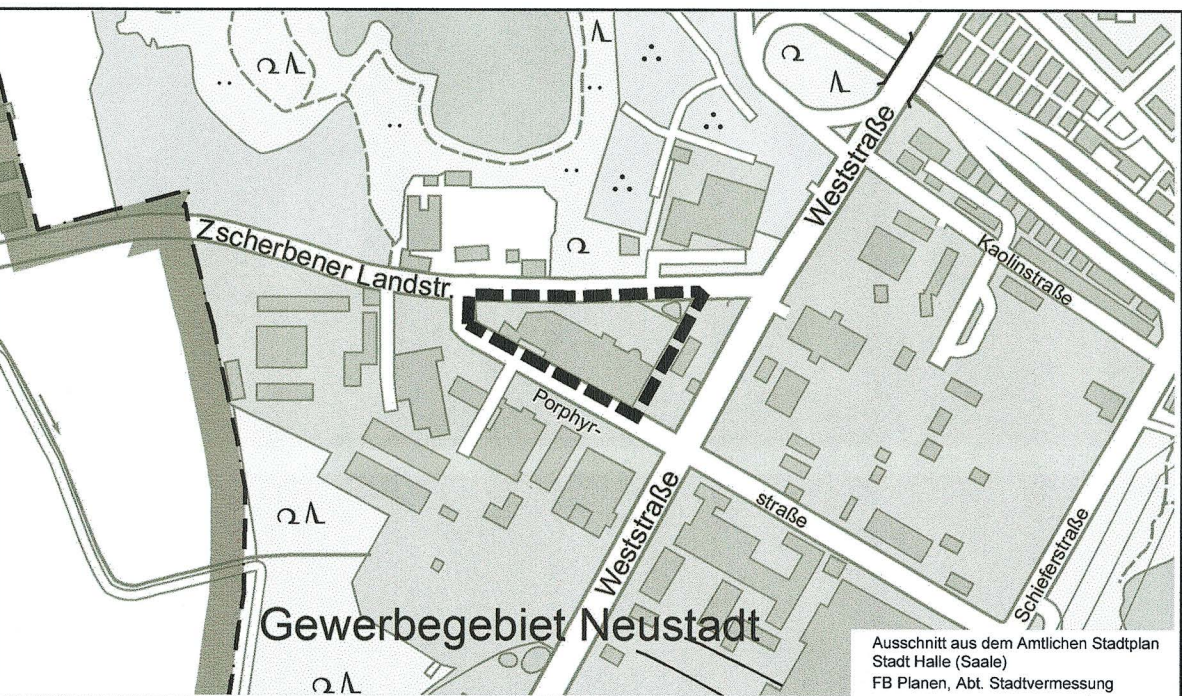 Weststraße
Kaolinstraße
Zscherbener Landstr.
Porphyr-
straße
Weststraße
Schieferstraße
Gewerbegebiet Neustadt
Ausschnitt aus dem Amtlichen Stadtplan
Stadt Halle (Saale)
FB Planen, Abt. Stadtvermessung